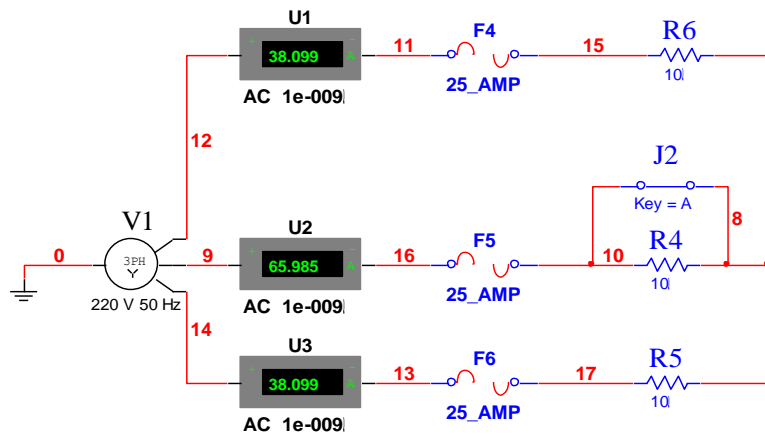 U1
38.099
A
AC 1e-009
11
F4
25_AMP
15
R6
10
12
V1
3PH
Y
220 V 50 Hz
0
9
14
U2
65.985
A
AC 1e-009
16
F5
25_AMP
J2
Key = A
8
10
R4
10
U3
38.099
A
AC 1e-009
13
F6
25_AMP
17
R5
10